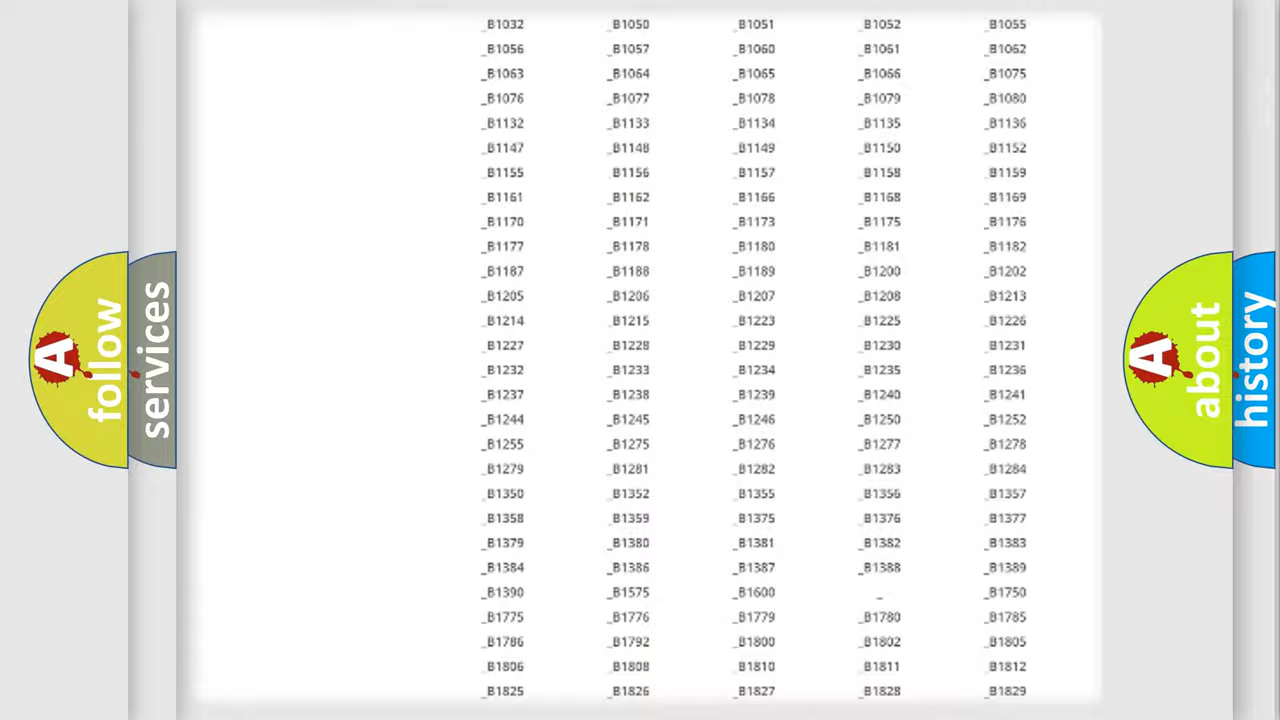 _B1032 _B1050 _B1051 _B1052 _B1055
_B1056 _B1057 _B1060 _B1061 _B1062
_B1063 _B1064 _B1065 _B1066 _B1075
_B1076 _B1077 _B1078 _B1079 _B1080
_B1132 _B1133 _B1134 _B1135 _B1136
_B1147 _B1148 _B1149 _B1150 _B1152
_B1155 _B1156 _B1157 _B1158 _B1159
_B1161 _B1162 _B1166 _B1168 _B1169
_B1170 _B1171 _B1173 _B1175 _B1176
_B1177 _B1178 _B1180 _B1181 _B1182
_B1187 _B1188 _B1189 _B1200 _B1202
_B1205 _B1206 _B1207 _B1208 _B1213
_B1214 _B1215 _B1223 _B1225 _B1226
_B1227 _B1228 _B1229 _B1230 _B1231
_B1232 _B1233 _B1234 _B1235 _B1236
_B1237 _B1238 _B1239 _B1240 _B1241
_B1244 _B1245 _B1246 _B1250 _B1252
_B1255 _B1275 _B1276 _B1277 _B1278
_B1279 _B1281 _B1282 _B1283 _B1284
_B1350 _B1352 _B1355 _B1356 _B1357
_B1358 _B1359 _B1375 _B1376 _B1377
_B1379 _B1380 _B1381 _B1382 _B1383
_B1384 _B1386 _B1387 _B1388 _B1389
_B1390 _B1575 _B1600 _ _B1750
_B1775 _B1776 _B1779 _B1780 _B1785
_B1786 _B1792 _B1800 _B1802 _B1805
_B1806 _B1808 _B1810 _B1811 _B1812
_B1825 _B1826 _B1827 _B1828 _B1829
A
follow
services
A
about
history